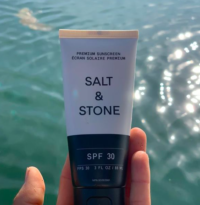 PREMIUM SUNSCREEN
ÉCRAN SOLAIRE PREMIUM
SALT
&
STONE
SPF 30